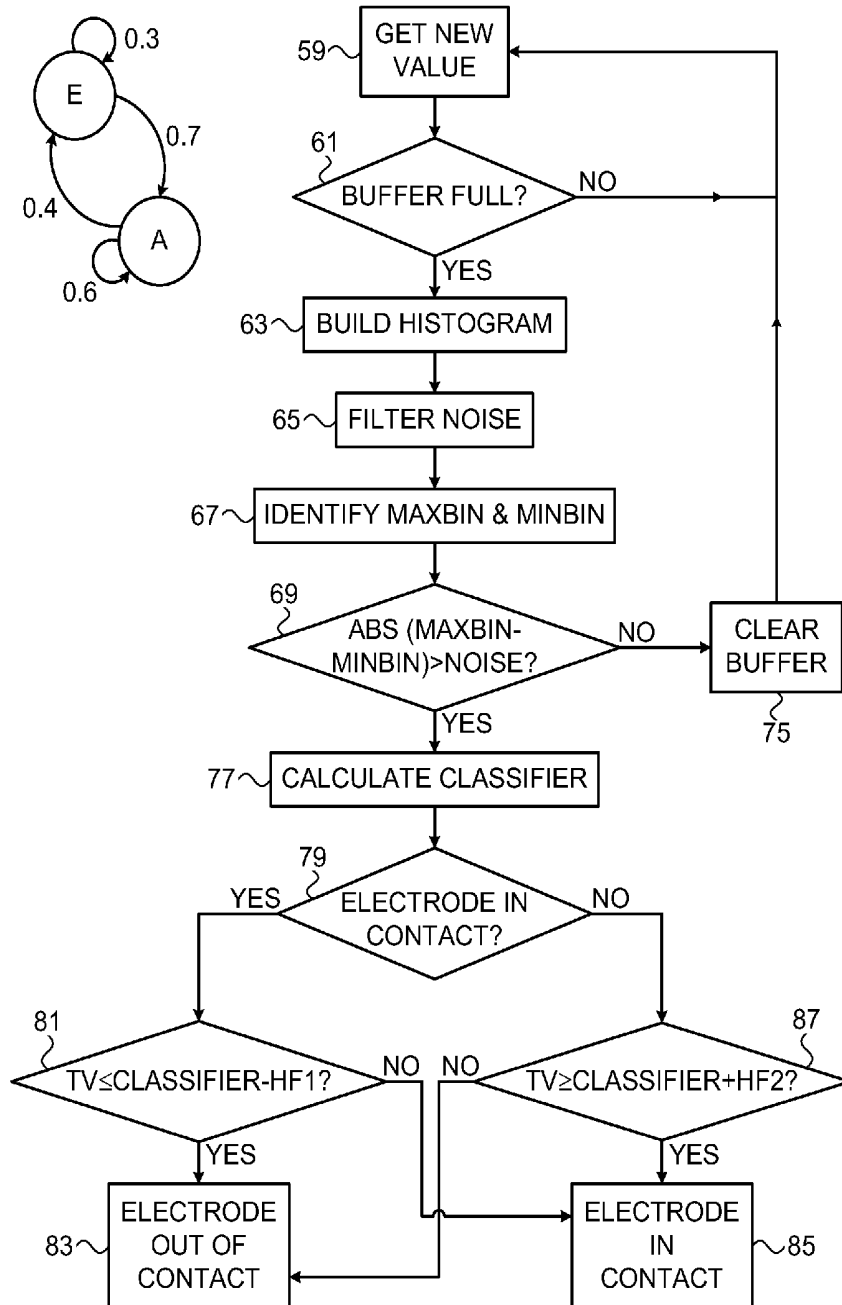 0.3
E
0.7
0.4
A
0.6
59
GET NEW
VALUE
61
BUFFER FULL?
NO
YES
63
BUILD HISTOGRAM
65
FILTER NOISE
67
IDENTIFY MAXBIN & MINBIN
69
ABS (MAXBIN-
MINBIN)>NOISE?
NO
CLEAR
BUFFER
75
YES
77
CALCULATE CLASSIFIER
79
YES
ELECTRODE IN
CONTACT?
NO
81
TV≤CLASSIFIER-HF1?
NO
YES
87
NO
TV≥CLASSIFIER+HF2?
YES
83
ELECTRODE
OUT OF
CONTACT
ELECTRODE
IN
CONTACT
85